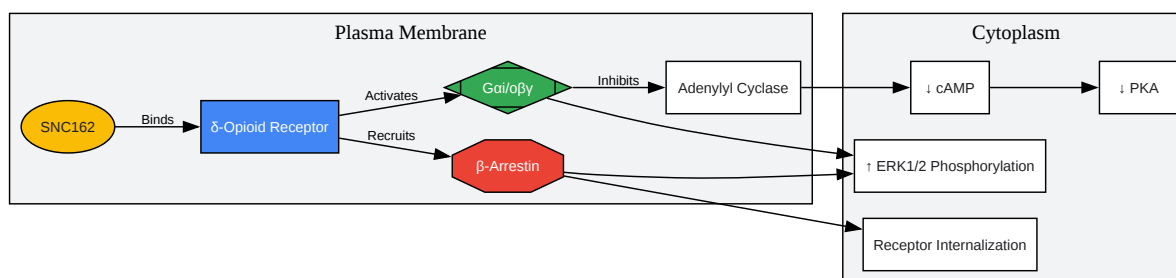 Plasma Membrane
Cytoplasm
SNC162
Binds
δ-Opioid Receptor
Activates
Recruits
Gαi/oβγ
β-Arrestin
Inhibits
Adenylyl Cyclase
↓ cAMP
↓ PKA
↑ ERK1/2 Phosphorylation
Receptor Internalization